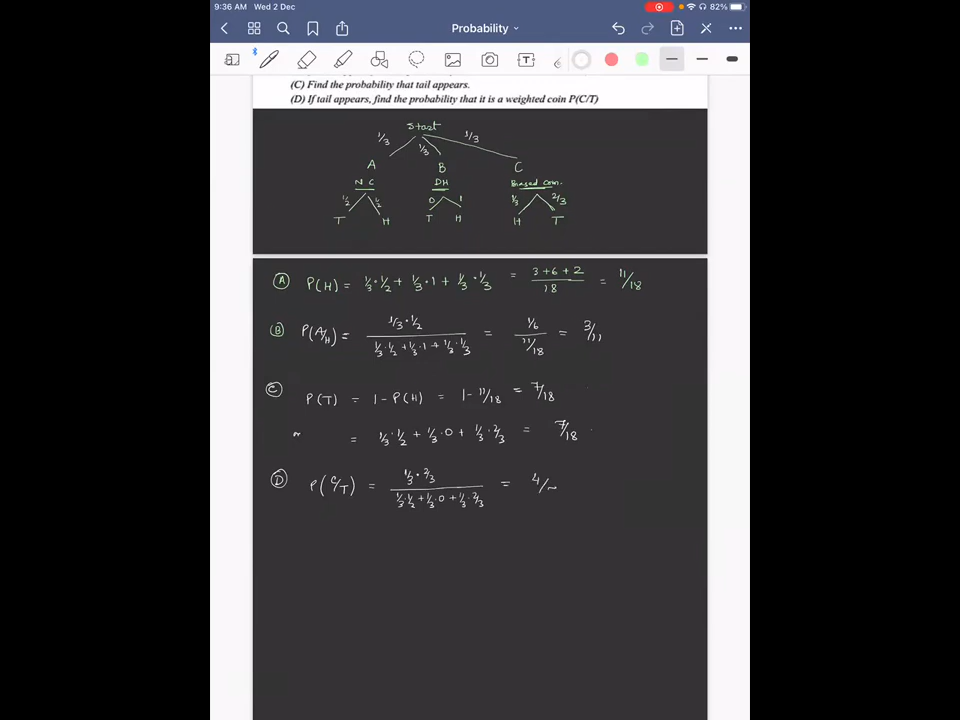 9:36 AM Wed 2 Dec 82%
Probability
(C) Find the probability that tail appears.
(D) If tail appears, find the probability that it is a weighted coin P(C/T)
Start
1/3 1/3 1/3
A B C
N C DH Biased Coin.
1/2 1/2 0 1 1/3 2/3
T H T H H T
(A) P(H) = 1/3 · 1/2 + 1/3 · 1 + 1/3 · 1/3 = (3+6+2)/18 = 11/18
(B) P(A/H) = (1/3 · 1/2)/(1/3 · 1/2 + 1/3 · 1 + 1/3 · 1/3) = (1/6)/(11/18) = 3/11
(C) P(T) = 1 - P(H) = 1 - 11/18 = 7/18
= 1/3 · 1/2 + 1/3 · 0 + 1/3 · 2/3 = 7/18
(D) P(C/T) = (1/3 · 2/3)/(1/3 · 1/2 + 1/3 · 0 + 1/3 · 2/3) = 4/